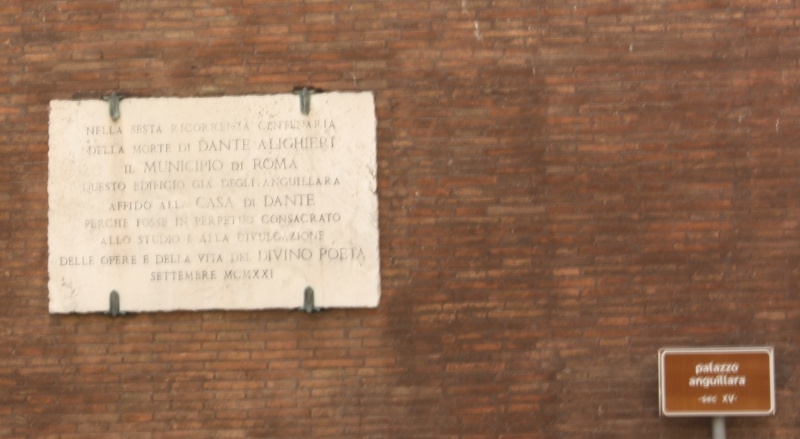 NELLA SESTA RICORRENZA CENTENARIA
DELLA MORTE DI DANTE ALIGHIERI
IL MUNICIPIO DI ROMA
QUESTO EDIFICIO GIÀ DEGLI ANGUILLARA
AFFIDÒ ALLA CASA DI DANTE
PERCHÈ FOSSE IN PERPETUO CONSACRATO
ALLO STUDIO E ALLA DIVULGAZIONE
DELLE OPERE E DELLA VITA DEL DIVINO POETA
SETTEMBRE MCMXXI
palazzo
anguillara
-sec XV-